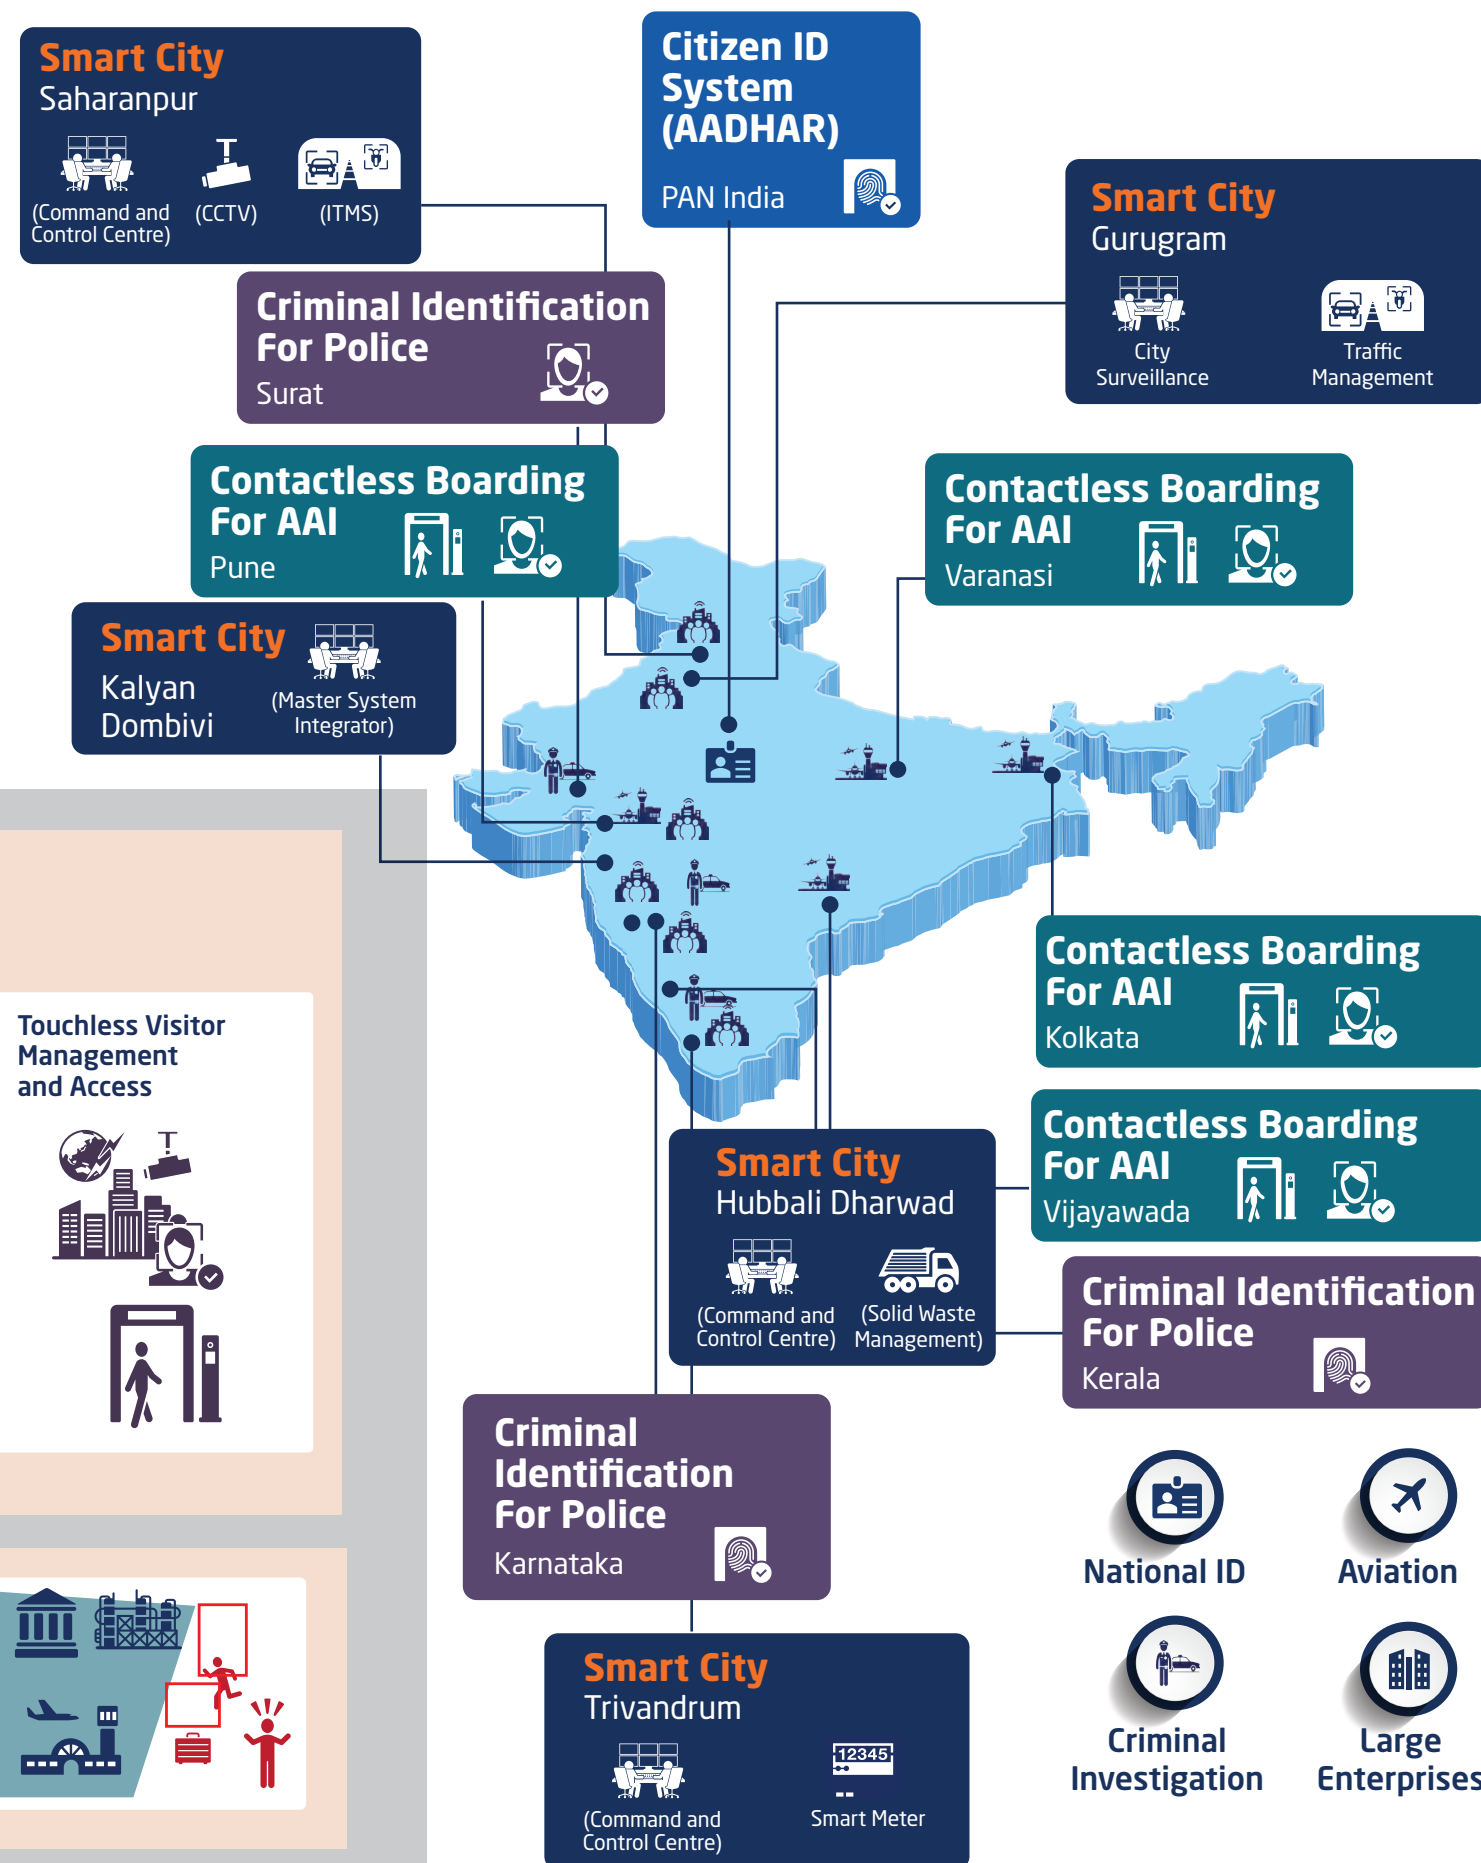 Smart City
Saharanpur
(Command and
Control Centre)
(CCTV)
(ITMS)
Citizen ID
System
(AADHAR)
PAN India
Smart City
Gurugram
City
Surveillance
Traffic
Management
Criminal Identification
For Police
Surat
Contactless Boarding
For AAI
Pune
Contactless Boarding
For AAI
Varanasi
Smart City
Kalyan
Dombivi
(Master System
Integrator)
Contactless Boarding
For AAI
Kolkata
Touchless Visitor
Management
and Access
Contactless Boarding
For AAI
Vijayawada
Smart City
Hubbali Dharwad
(Command and
Control Centre)
(Solid Waste
Management)
Criminal Identification
For Police
Kerala
Criminal
Identification
For Police
Karnataka
National ID
Aviation
Criminal
Investigation
Large
Enterprises
Smart City
Trivandrum
(Command and
Control Centre)
12345
Smart Meter